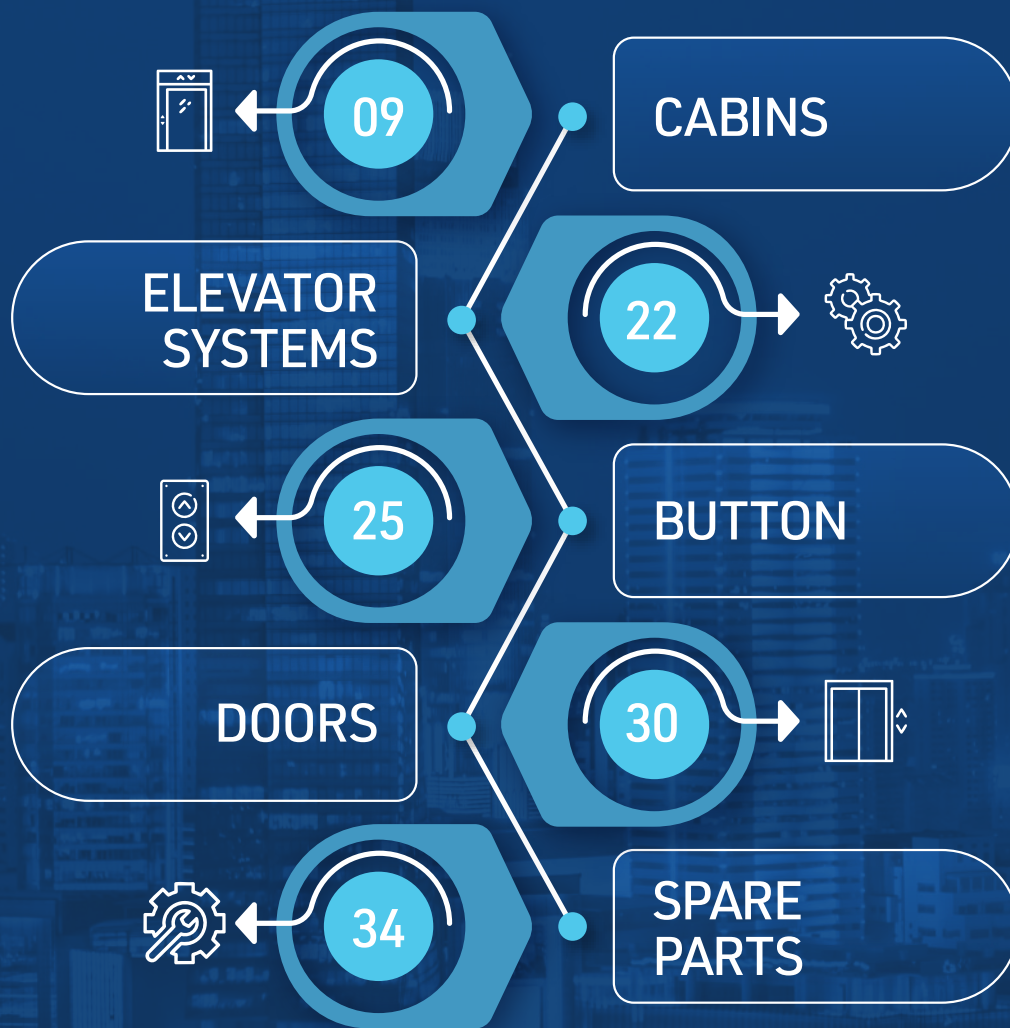 09
CABINS
ELEVATOR
SYSTEMS
22
25
BUTTON
DOORS
30
34
SPARE
PARTS